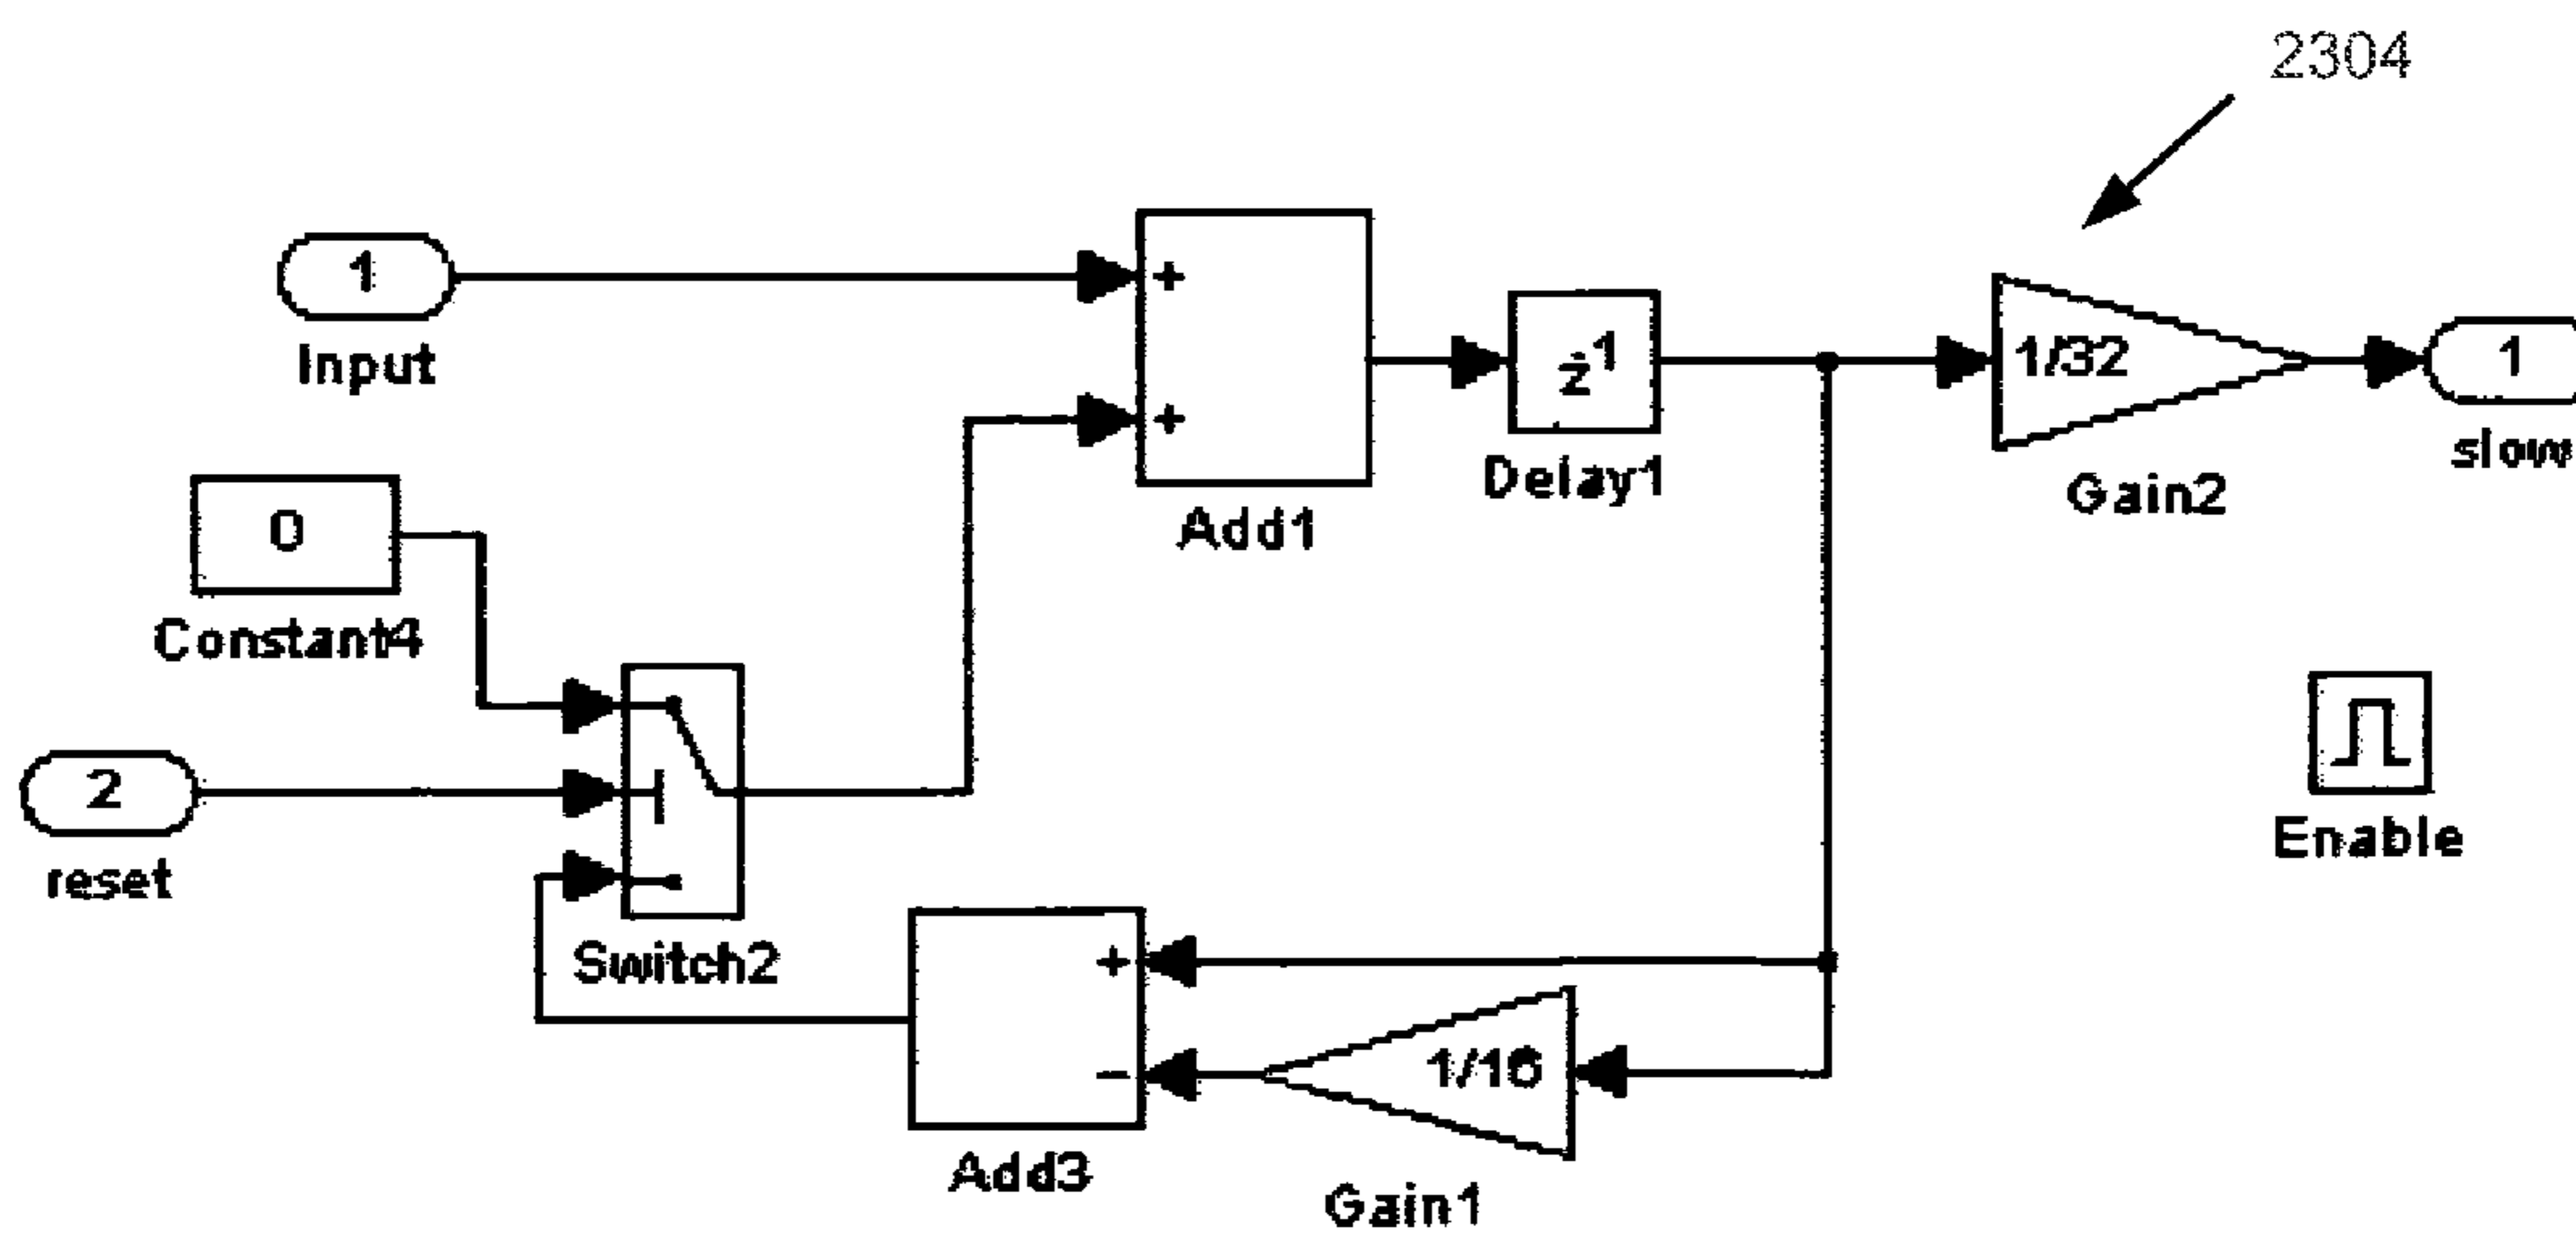 2304
1
Input
+
+
Add1
z-1
Delay1
1/32
Gain2
1
slow
0
Constant4
2
reset
Switch2
Enable
+
-
Add3
1/16
Gain1